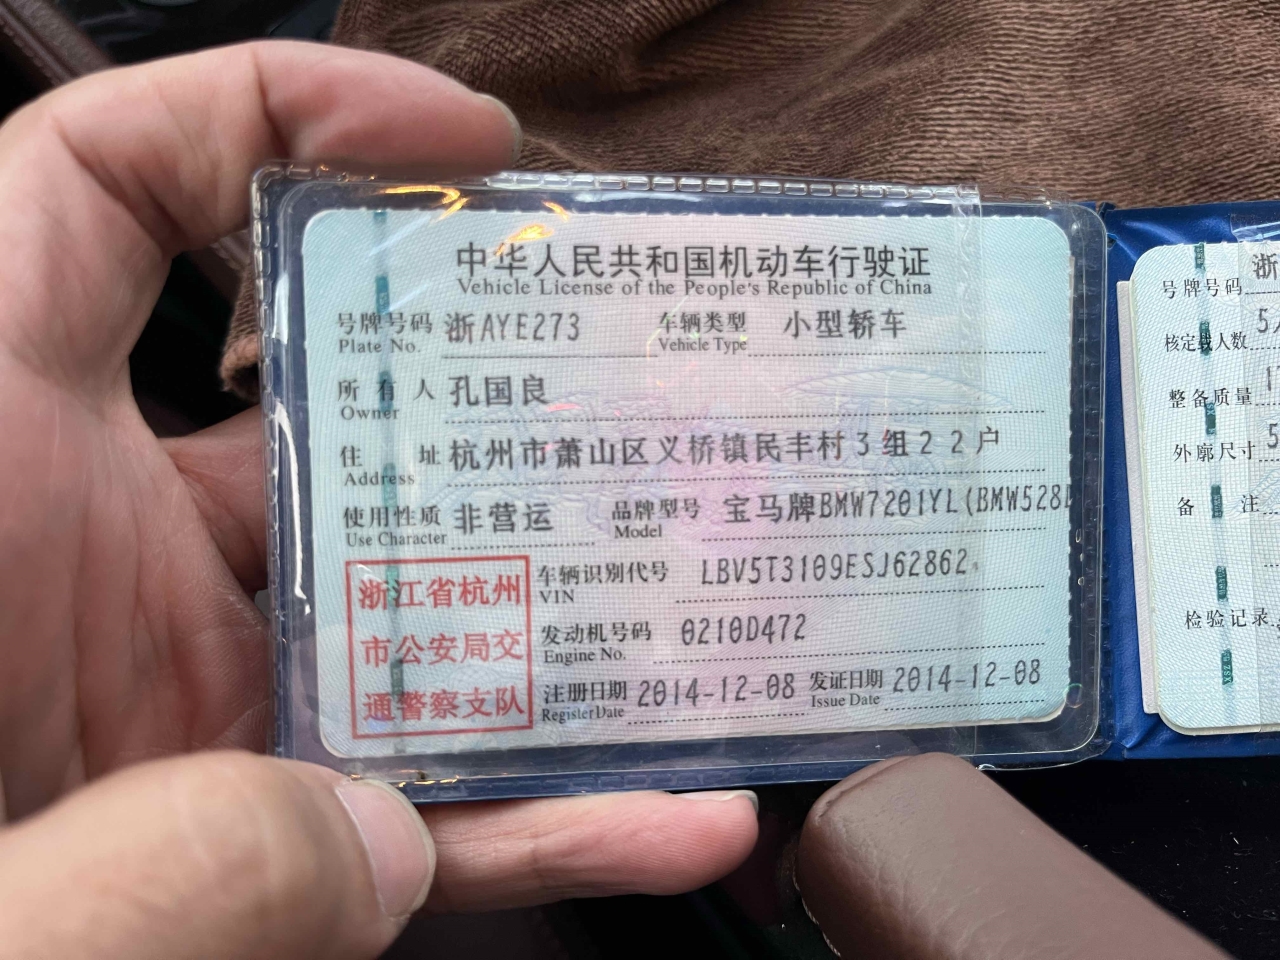 中华人民共和国机动车行驶证
Vehicle License of the People's Republic of China
号牌号码 浙AYE273 车辆类型 小型轿车
Plate No. Vehicle Type
所有人 孔国良
Owner
住址 杭州市萧山区义桥镇民丰村3组22户
Address
使用性质 非营运 品牌型号 宝马牌BMW7201YL(BMW528
Use Character Model
浙江省杭州
市公安局交
通警察支队
车辆识别代号 LBV5T3109ESJ62862
VIN
发动机号码 0210D472
Engine No.
注册日期 2014-12-08 发证日期 2014-12-08
Register Date Issue Date
号牌号码 浙
核定载人数 5
整备质量 1
外廓尺寸 5
备注
检验记录